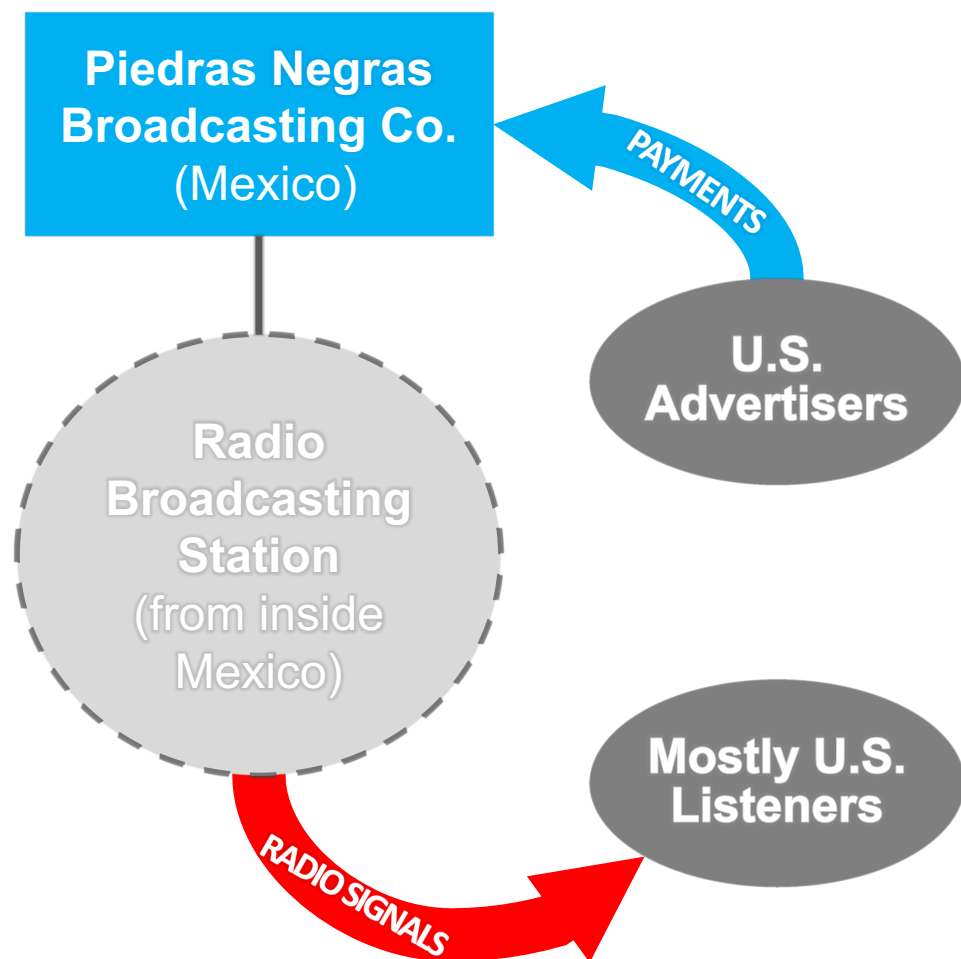 Piedras Negras
Broadcasting Co.
(Mexico)
PAYMENTS
U.S.
Advertisers
Radio
Broadcasting
Station
(from inside
Mexico)
Mostly U.S.
Listeners
RADIO SIGNALS